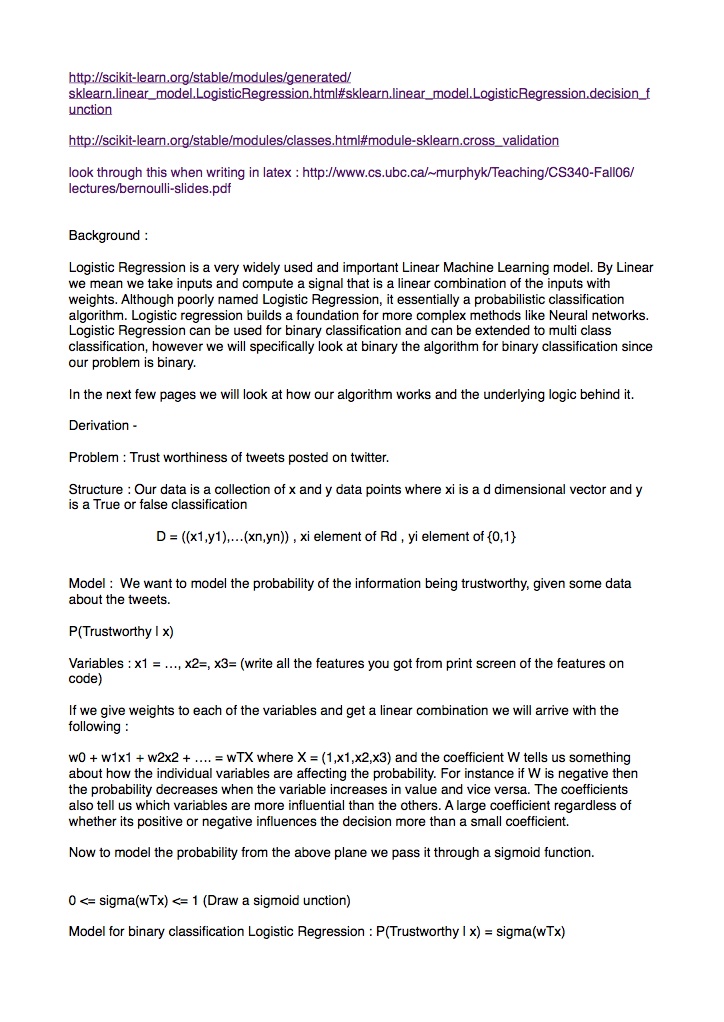 http://scikit-learn.org/stable/modules/generated/
sklearn.linear_model.LogisticRegression.html#sklearn.linear_model.LogisticRegression.decision_f
unction
http://scikit-learn.org/stable/modules/classes.html#module-sklearn.cross_validation
look through this when writing in latex : http://www.cs.ubc.ca/~murphyk/Teaching/CS340-Fall06/
lectures/bernoulli-slides.pdf
Background :
Logistic Regression is a very widely used and important Linear Machine Learning model. By Linear
we mean we take inputs and compute a signal that is a linear combination of the inputs with
weights. Although poorly named Logistic Regression, it essentially a probabilistic classification
algorithm. Logistic regression builds a foundation for more complex methods like Neural networks.
Logistic Regression can be used for binary classification and can be extended to multi class
classification, however we will specifically look at binary the algorithm for binary classification since
our problem is binary.
In the next few pages we will look at how our algorithm works and the underlying logic behind it.
Derivation -
Problem : Trust worthiness of tweets posted on twitter.
Structure : Our data is a collection of x and y data points where xi is a d dimensional vector and y
is a True or false classification
D = ((x1,y1),…(xn,yn)) , xi element of Rd , yi element of {0,1}
Model :  We want to model the probability of the information being trustworthy, given some data
about the tweets.
P(Trustworthy | x)
Variables : x1 = …, x2=, x3= (write all the features you got from print screen of the features on
code)
If we give weights to each of the variables and get a linear combination we will arrive with the
following :
w0 + w1x1 + w2x2 + …. = wTX where X = (1,x1,x2,x3) and the coefficient W tells us something
about how the individual variables are affecting the probability. For instance if W is negative then
the probability decreases when the variable increases in value and vice versa. The coefficients
also tell us which variables are more influential than the others. A large coefficient regardless of
whether its positive or negative influences the decision more than a small coefficient.
Now to model the probability from the above plane we pass it through a sigmoid function.
0 <= sigma(wTx) <= 1 (Draw a sigmoid unction)
Model for binary classification Logistic Regression : P(Trustworthy | x) = sigma(wTx)